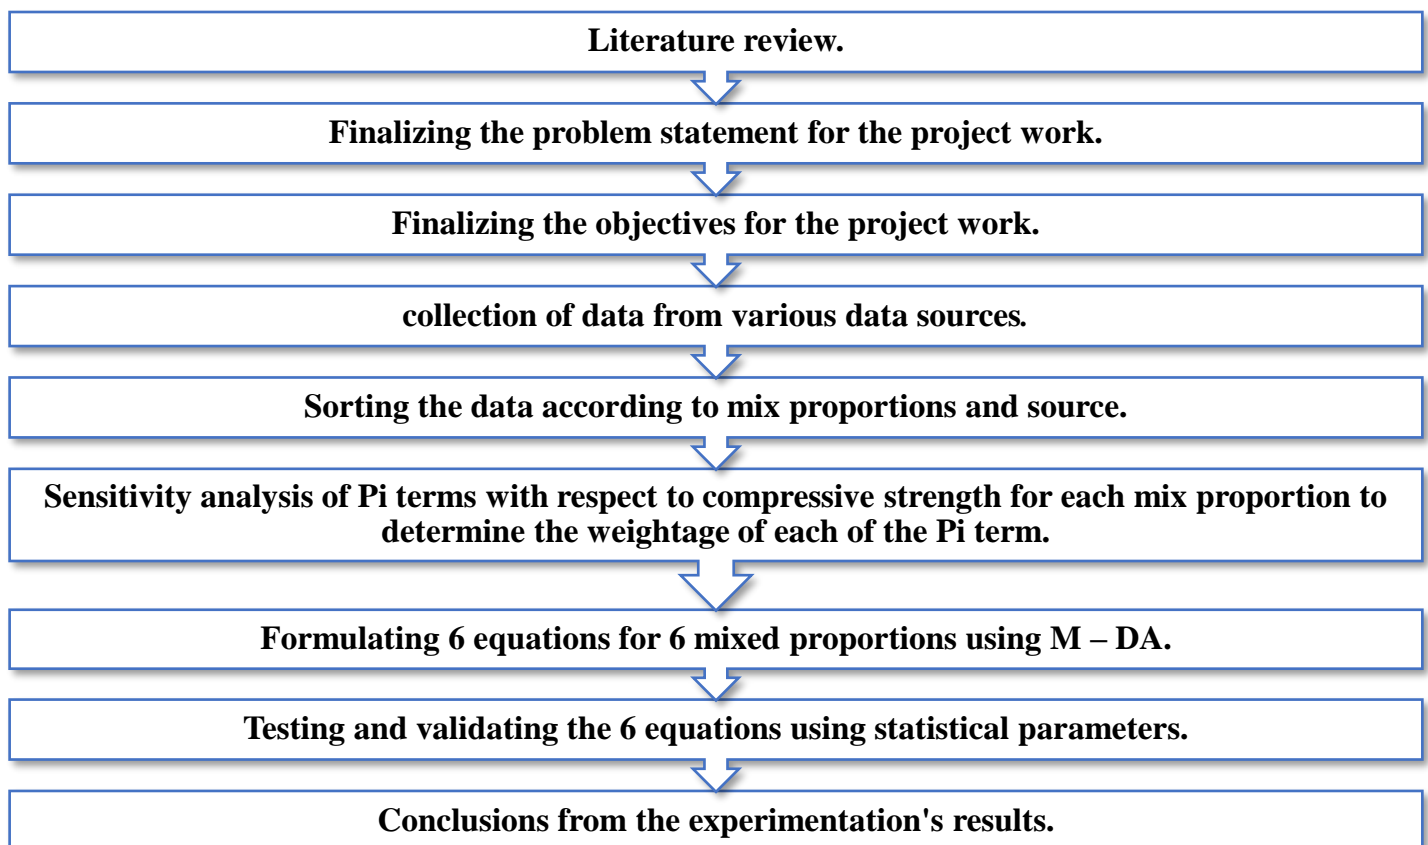 Literature review.
Finalizing the problem statement for the project work.
Finalizing the objectives for the project work.
collection of data from various data sources.
Sorting the data according to mix proportions and source.
Sensitivity analysis of Pi terms with respect to compressive strength for each mix proportion to
determine the weightage of each of the Pi term.
Formulating 6 equations for 6 mixed proportions using M – DA.
Testing and validating the 6 equations using statistical parameters.
Conclusions from the experimentation's results.